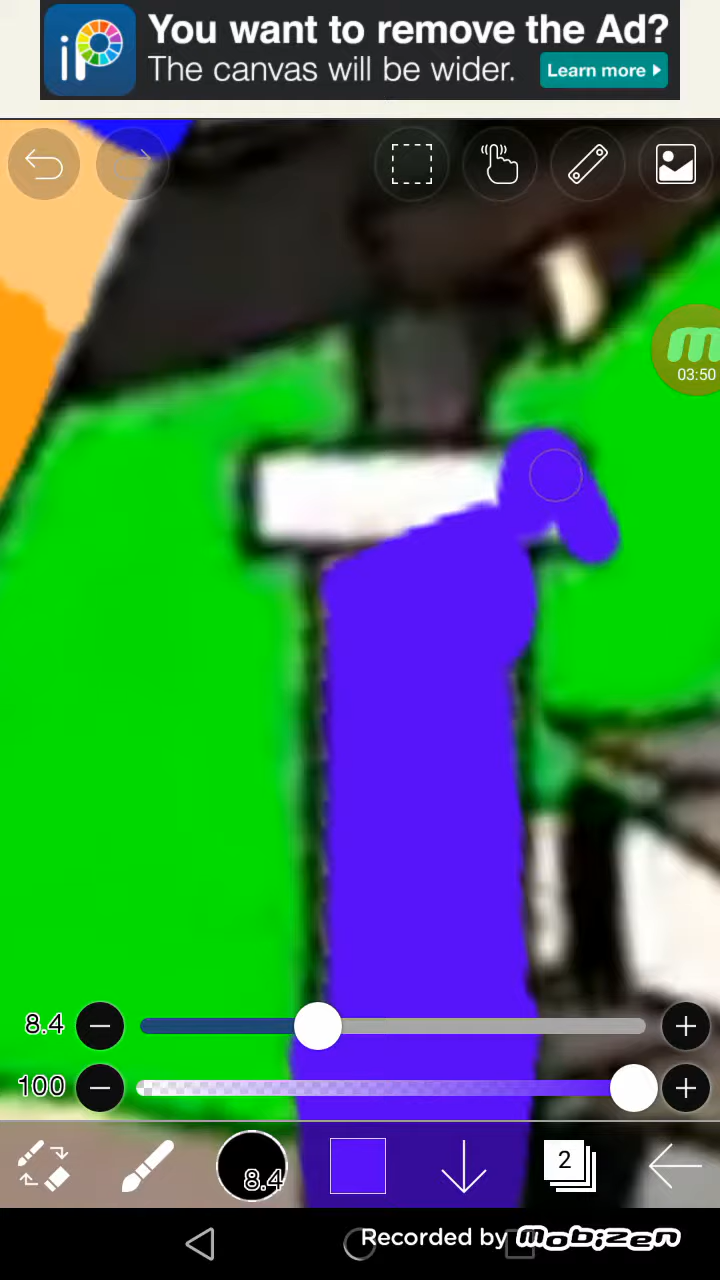 iP
You want to remove the Ad?
The canvas will be wider.
Learn more
m
03:50
8.4
100
8.4
2
Recorded by mobizen